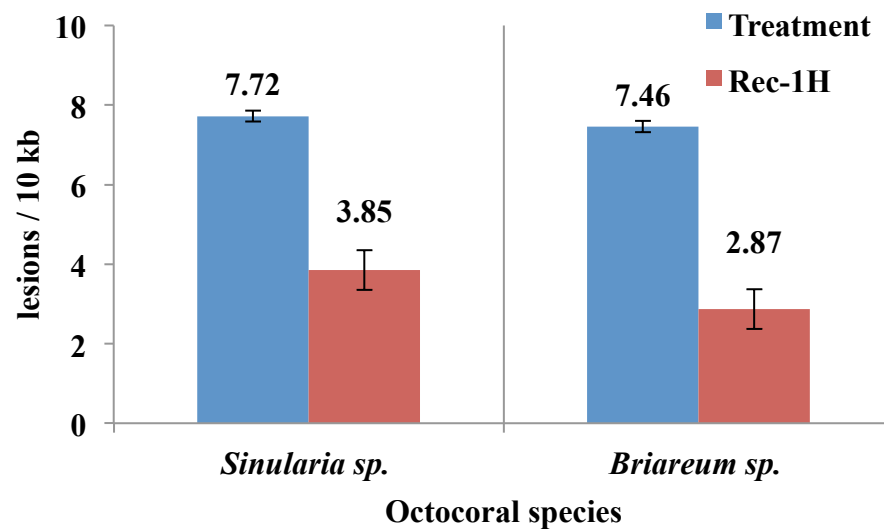 lesions / 10 kb
10
8
6
4
2
0
Treatment
Rec-1H
7.72
3.85
7.46
2.87
Sinularia sp.
Briareum sp.
Octocoral species